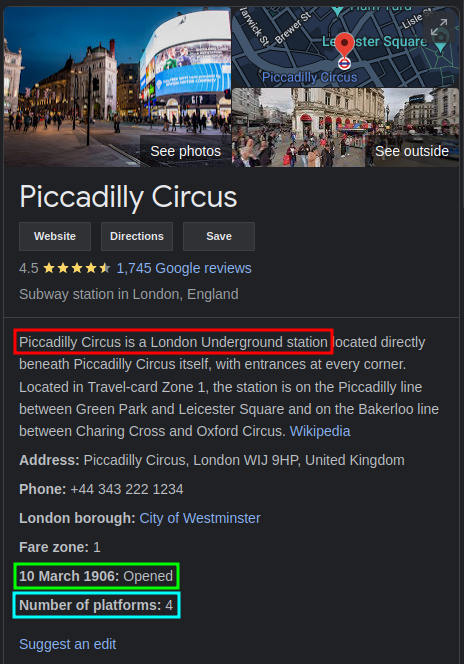 Warwick St
Brewer St
Lisle St
Leicester Square
Piccadilly Circus
GAP
See photos
See outside
Piccadilly Circus
Website
Directions
Save
4.5 ★★★★★ 1,745 Google reviews
Subway station in London, England
Piccadilly Circus is a London Underground station located directly
beneath Piccadilly Circus itself, with entrances at every corner.
Located in Travel-card Zone 1, the station is on the Piccadilly line
between Green Park and Leicester Square and on the Bakerloo line
between Charing Cross and Oxford Circus. Wikipedia
Address: Piccadilly Circus, London WIJ 9HP, United Kingdom
Phone: +44 343 222 1234
London borough: City of Westminster
Fare zone: 1
10 March 1906: Opened
Number of platforms: 4
Suggest an edit